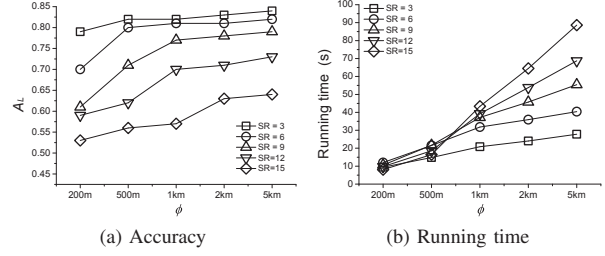 0.85
0.80
0.75
0.70
0.65
0.60
0.55
0.50
0.45
A_L
200m 500m 1km 2km 5km
ϕ
SR = 3
SR = 6
SR = 9
SR=12
SR=15
(a) Accuracy
100
90
80
70
60
50
40
30
20
10
0
Running time (s)
200m 500m 1km 2km 5km
ϕ
SR = 3
SR = 6
SR = 9
SR=12
SR=15
(b) Running time